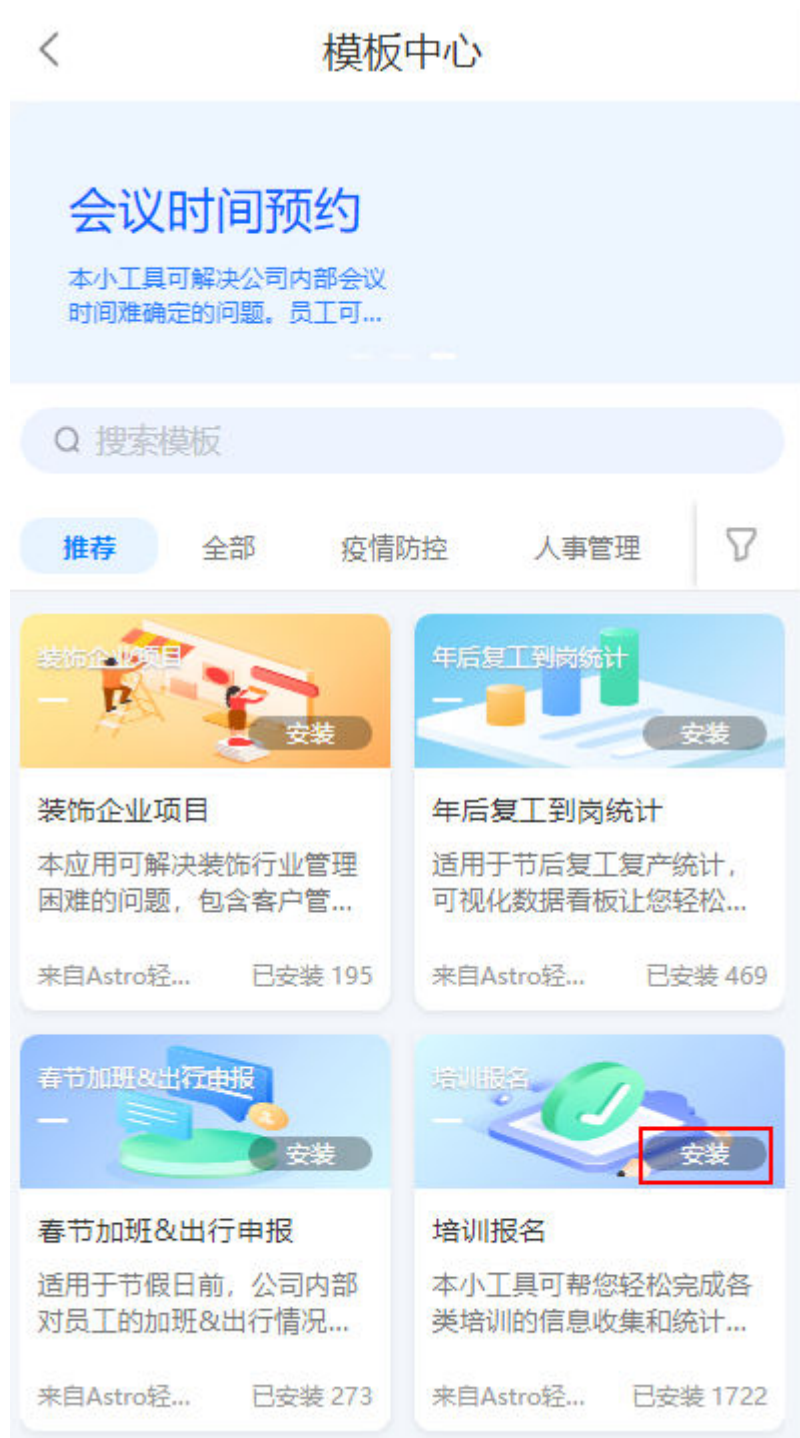 模板中心
会议时间预约
本小工具可解决公司内部会议
时间难确定的问题。员工可...
搜索模板
推荐 全部 疫情防控 人事管理
装饰企业项目
安装
装饰企业项目
本应用可解决装饰行业管理
困难的问题，包含客户管...
来自Astro轻... 已安装 195
年后复工到岗统计
安装
年后复工到岗统计
适用于节后复工复产统计，
可视化数据看板让您轻松...
来自Astro轻... 已安装 469
春节加班&出行申报
安装
春节加班&出行申报
适用于节假日前，公司内部
对员工的加班&出行情况...
来自Astro轻... 已安装 273
培训报名
安装
培训报名
本小工具可帮您轻松完成各
类培训的信息收集和统计...
来自Astro轻... 已安装 1722